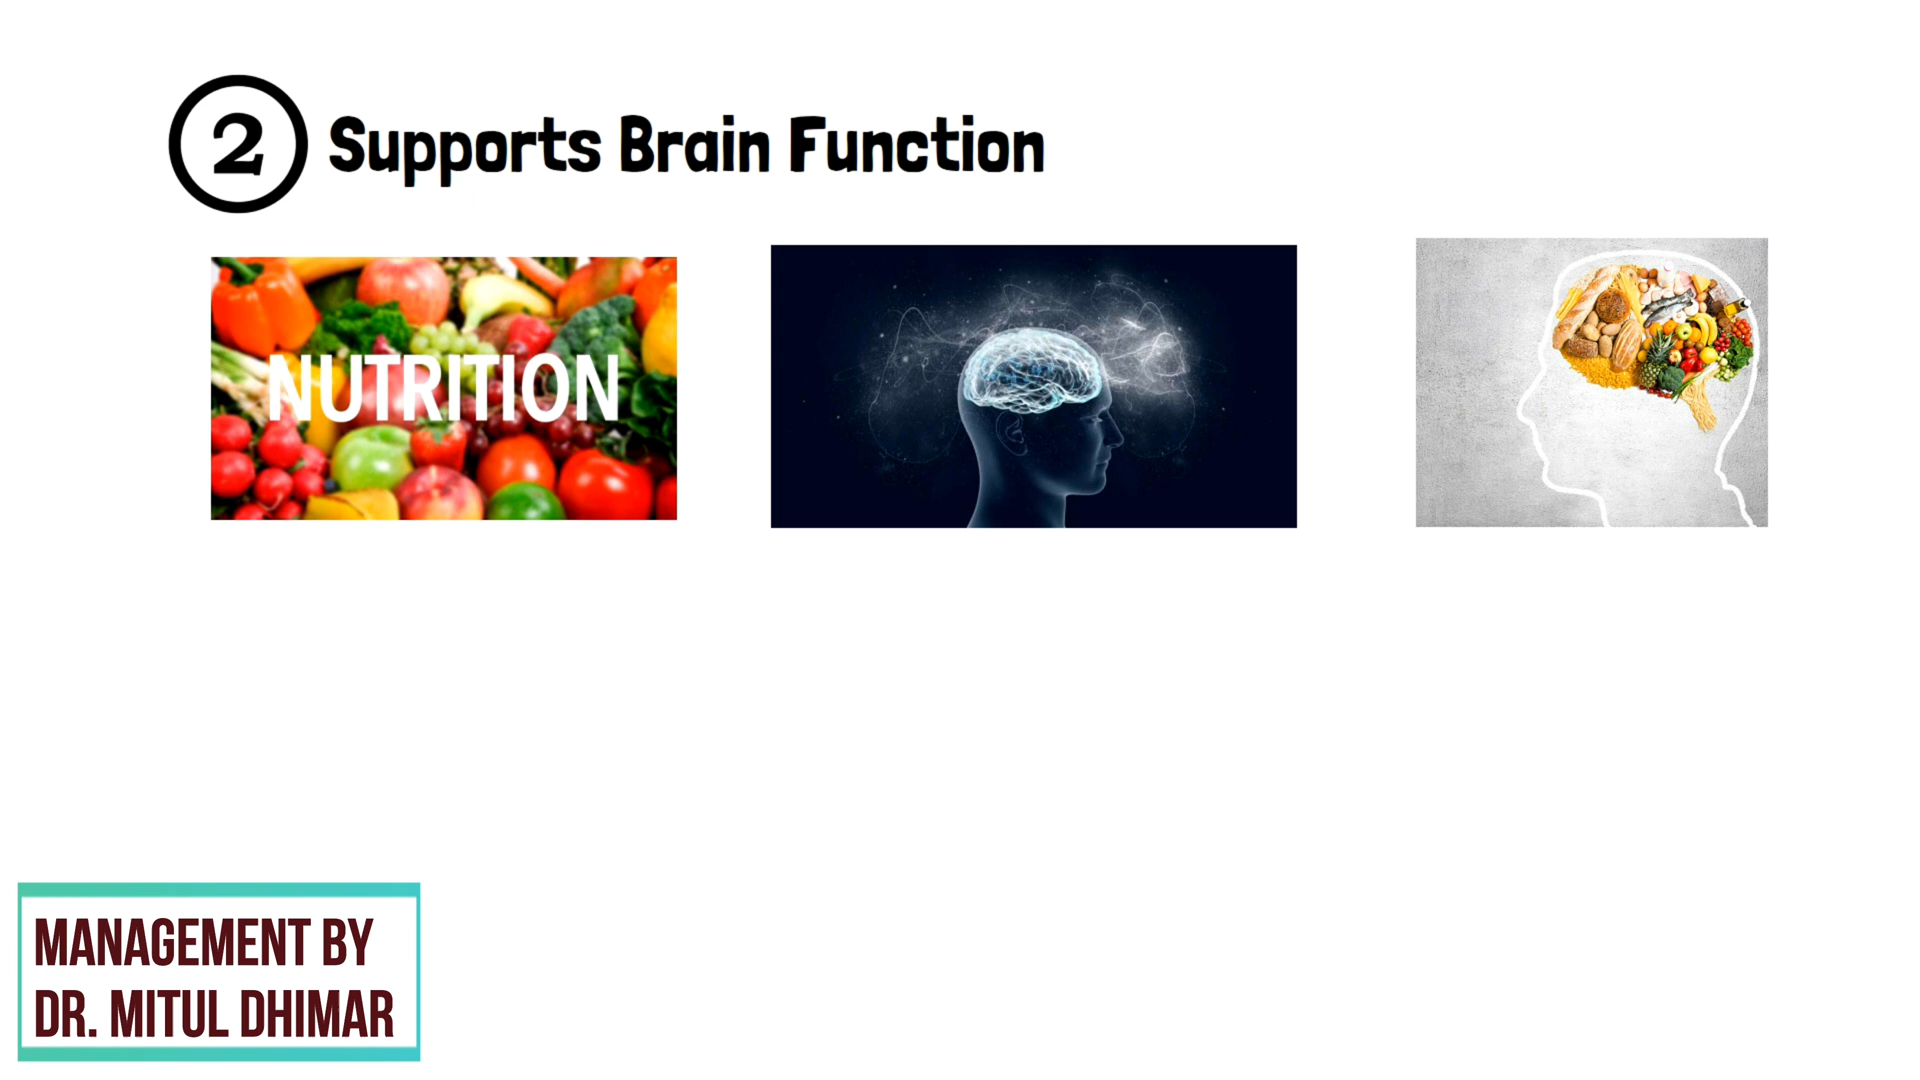 2 Supports Brain Function
NUTRITION
MANAGEMENT BY
DR. MITUL DHIMAR